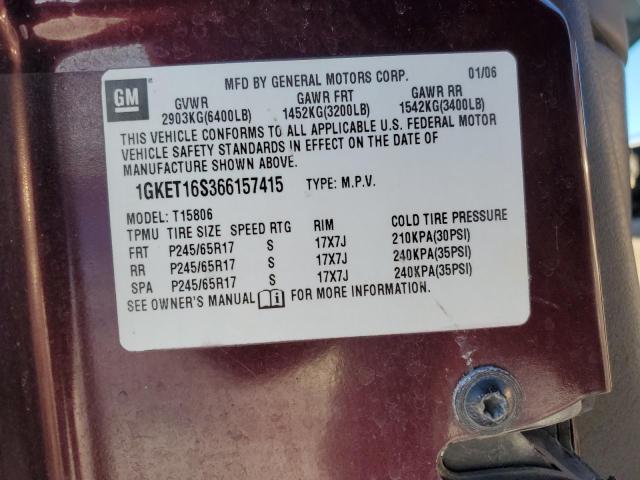 MFD BY GENERAL MOTORS CORP. 01/06
GM
GVWR GAWR FRT GAWR RR
2903KG(6400LB) 1452KG(3200LB) 1542KG(3400LB)
THIS VEHICLE CONFORMS TO ALL APPLICABLE U.S. FEDERAL MOTOR
VEHICLE SAFETY STANDARDS IN EFFECT ON THE DATE OF
MANUFACTURE SHOWN ABOVE.
1GKET16S366157415 TYPE: M.P.V.
MODEL: T15806
TPMU TIRE SIZE SPEED RTG RIM COLD TIRE PRESSURE
FRT P245/65R17 S 17X7J 210KPA(30PSI)
RR P245/65R17 S 17X7J 240KPA(35PSI)
SPA P245/65R17 S 17X7J 240KPA(35PSI)
SEE OWNER'S MANUAL i FOR MORE INFORMATION.